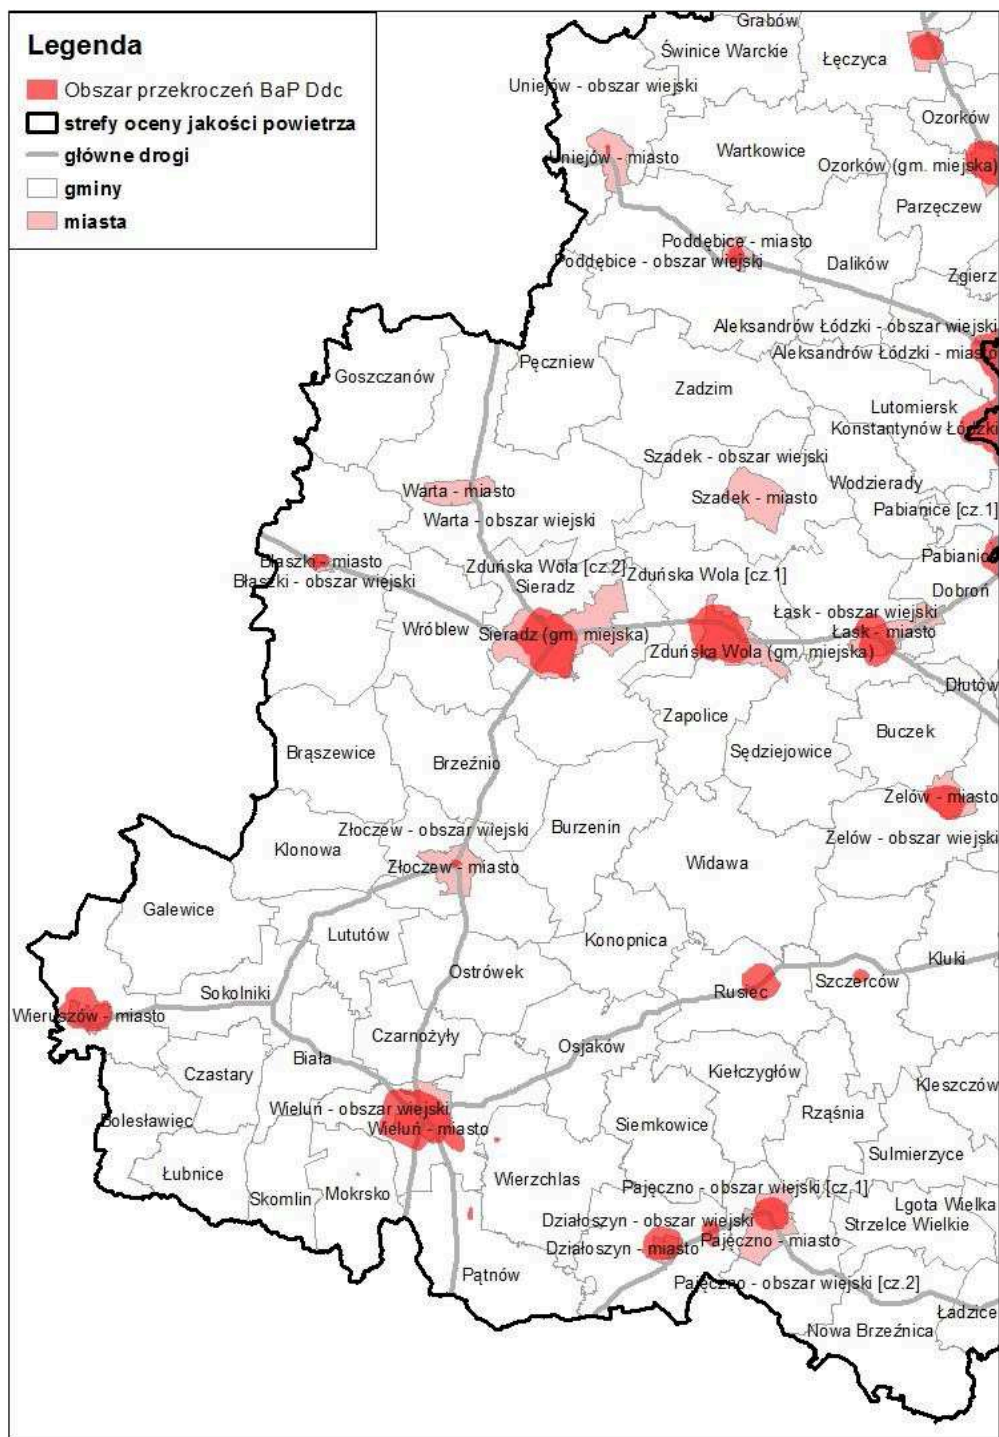 Legenda
Obszar przekroczeń BaP Ddc
strefy oceny jakości powietrza
główne drogi
gminy
miasta
Grabów
Świnice Warckie
Łęczyca
Uniejów - obszar wiejski
Ozorków
Uniejów - miasto
Wartkowice
Ozorków (gm. miejska)
Parzęczew
Poddębice - miasto
Poddębice - obszar wiejski
Dalików
Zgierz
Aleksandrów Łódzki - obszar wiejski
Aleksandrów Łódzki - miasto
Pęczniew
Goszczanów
Zadzim
Lutomiersk
Konstantynów Łódzki
Szadek - obszar wiejski
Wodzierady
Warta - miasto
Szadek - miasto
Pabianice [cz.1]
Warta - obszar wiejski
Błaszki - miasto
Pabianic
Zduńska Wola [cz.2]
Zduńska Wola [cz.1]
Błaszki - obszar wiejski
Sieradz
Dobroń
Łask - obszar wiejski
Wróblew
Sieradz (gm. miejska)
Łask - miasto
Zduńska Wola (gm. miejska)
Dłutów
Zapolice
Buczek
Brąszewice
Sędziejowice
Brzeźnio
Zelów - miasto
Złoczew - obszar wiejski
Burzenin
Zelów - obszar wiejski
Klonowa
Widawa
Złoczew - miasto
Galewice
Lututów
Konopnica
Kluki
Ostrówek
Szczerców
Sokolniki
Rusiec
Wieruszów - miasto
Czarnożyły
Osjaków
Biała
Kiełczygłów
Czastary
Kleszczów
Wieluń - obszar wiejski
Rząśnia
Bolesławiec
Siemkowice
Wieluń - miasto
Sulmierzyce
Łubnice
Wierzchlas
Pajęczno - obszar wiejski [cz.1]
Skomlin
Mokrsko
Lgota Wielka
Działoszyn - obszar wiejski
Strzelce Wielkie
Pajęczno - miasto
Działoszyn - miasto
Pątnów
Pajęczno - obszar wiejski [cz.2]
Ładzice
Nowa Brzeźnica